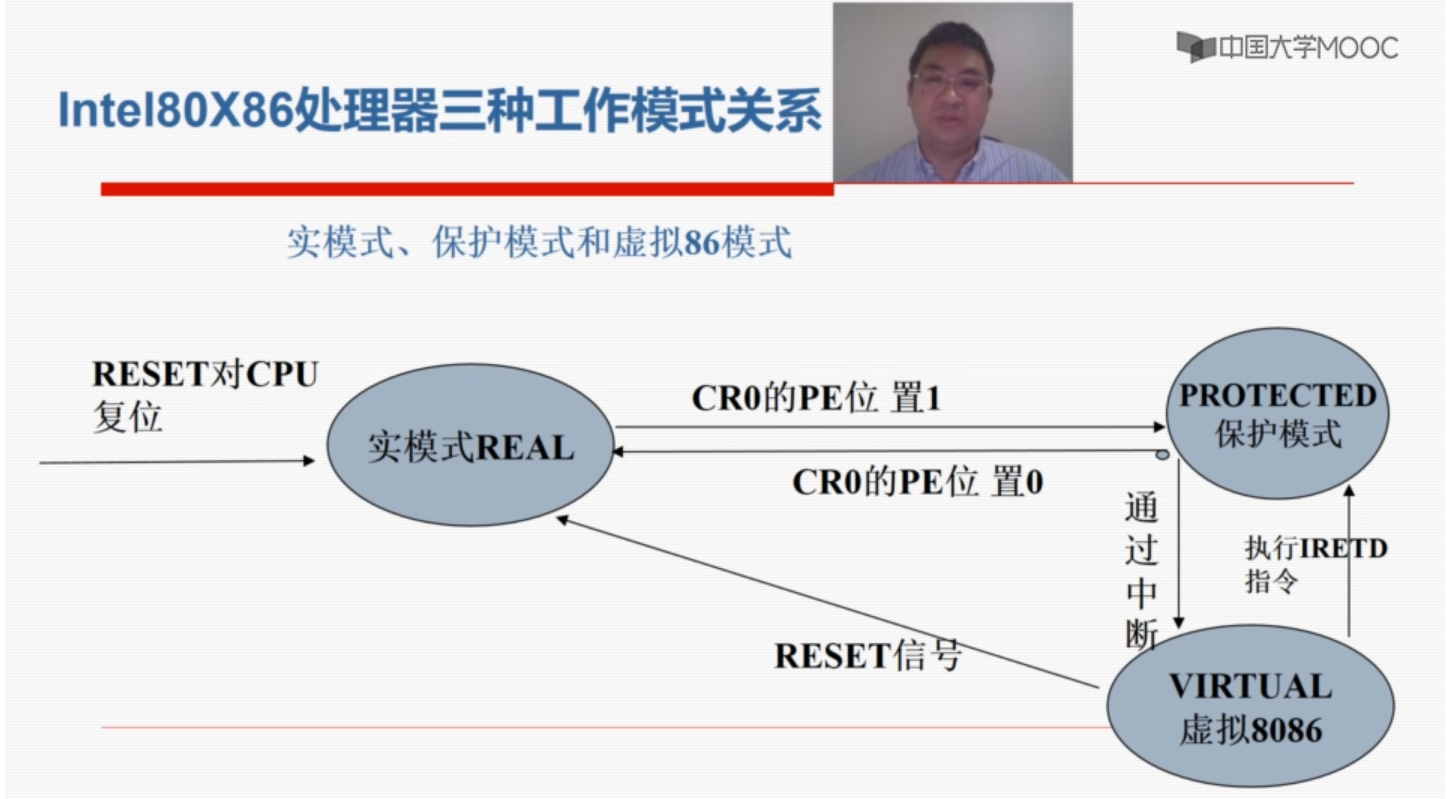 中国大学MOOC
Intel80X86处理器三种工作模式关系
实模式、保护模式和虚拟86模式
RESET对CPU
复位
实模式REAL
CR0的PE位 置1
CR0的PE位 置0
PROTECTED
保护模式
通
过
中
断
执行IRETD
指令
RESET信号
VIRTUAL
虚拟8086